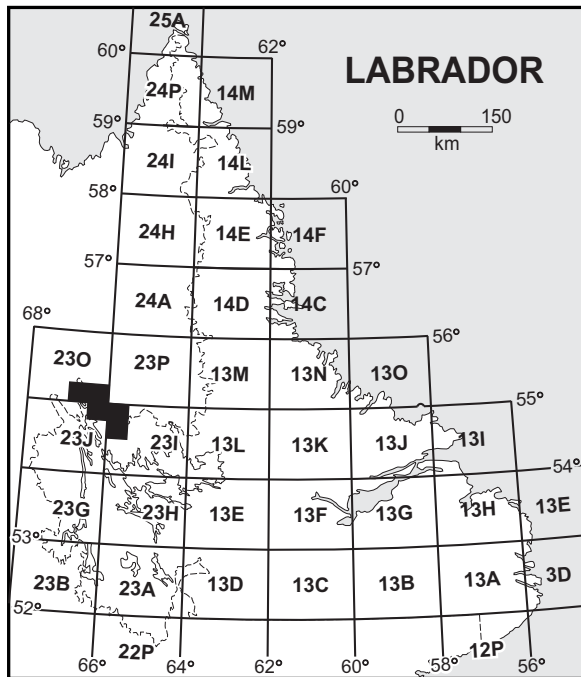 25A
60° 62°
LABRADOR
24P 14M
0 150
km
59° 59°
24I 14L
58° 60°
24H 14E 14F
57° 57°
24A 14D 14C
68° 56°
23O 23P 13M 13N 13O
55°
23J 23I 13L 13K 13J 13I
54°
23G 23H 13E 13F 13G 13H 13E
53°
23B 23A 13D 13C 13B 13A 3D
52°
22P 12P
66° 64° 62° 60° 58° 56°